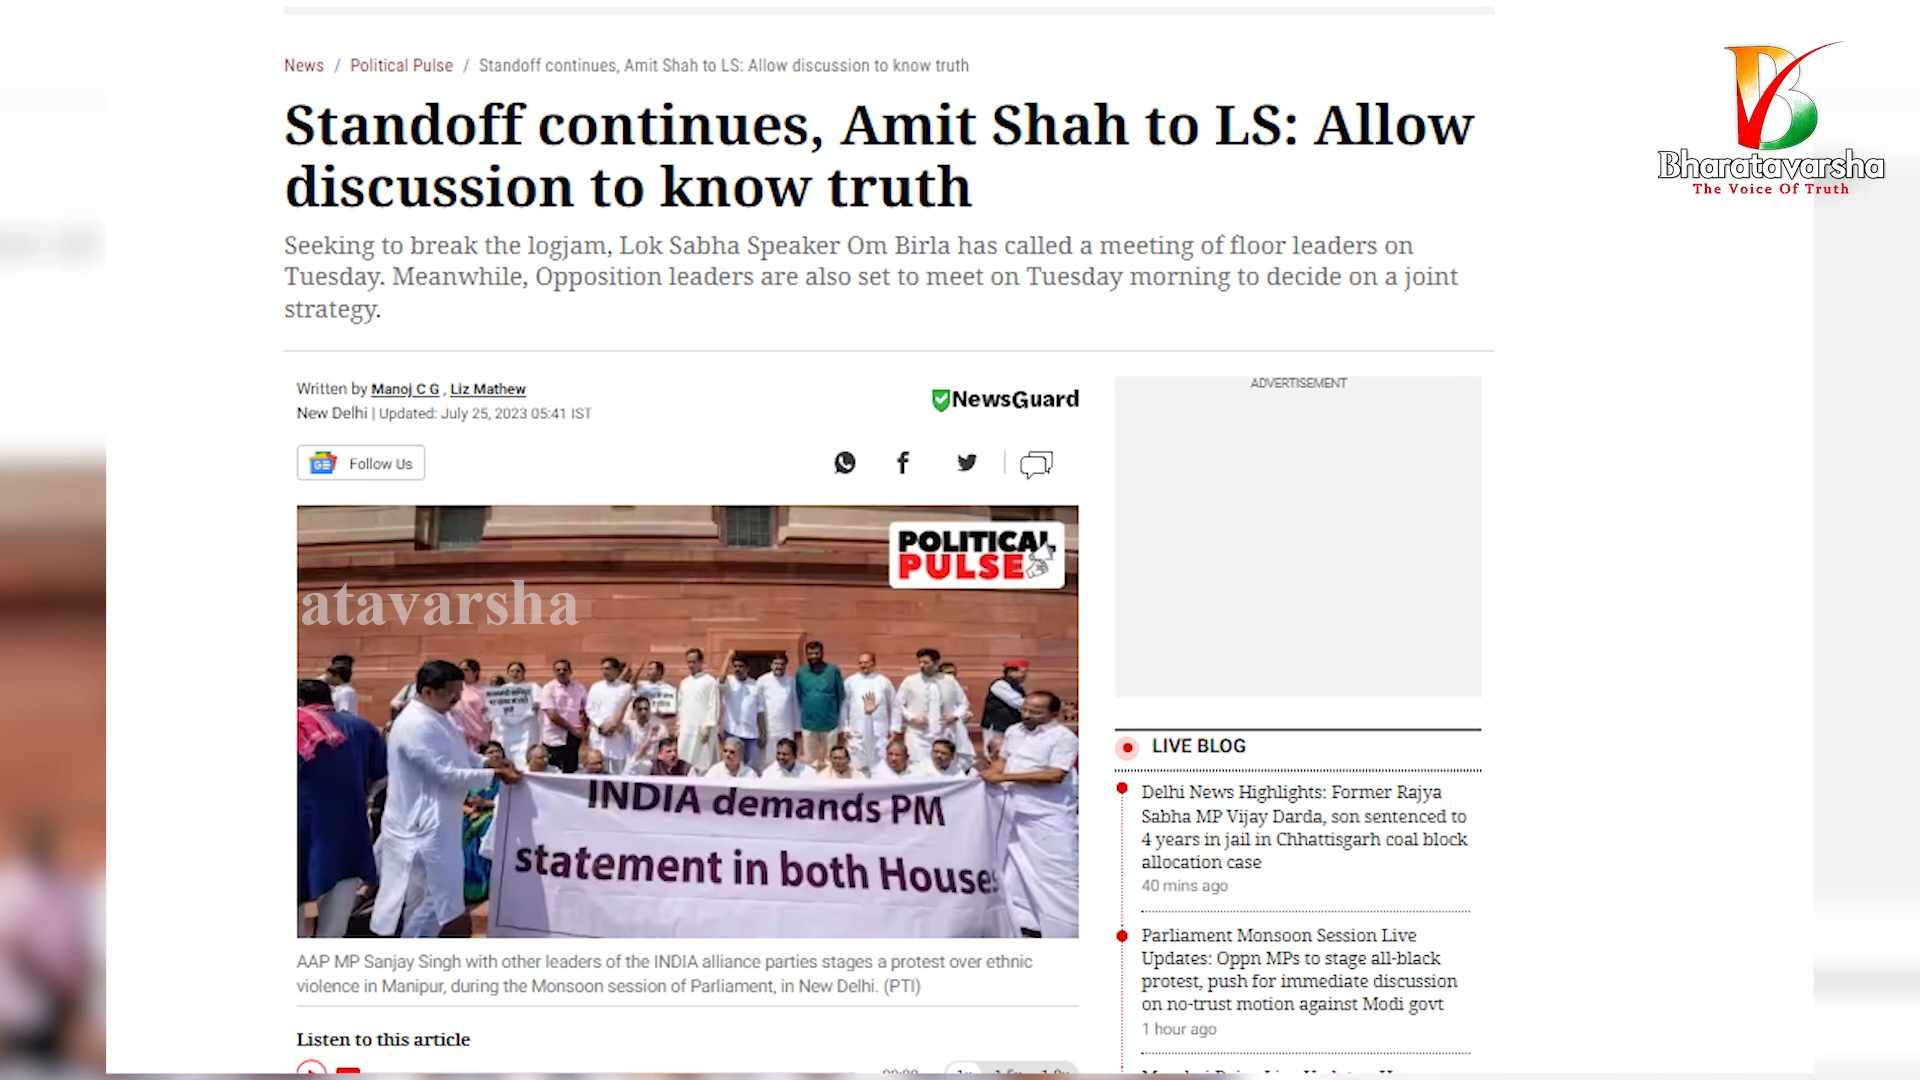 News / Political Pulse / Standoff continues, Amit Shah to LS: Allow discussion to know truth
Standoff continues, Amit Shah to LS: Allow
discussion to know truth
Seeking to break the logjam, Lok Sabha Speaker Om Birla has called a meeting of floor leaders on
Tuesday. Meanwhile, Opposition leaders are also set to meet on Tuesday morning to decide on a joint
strategy.
Bharatavarsha
The Voice Of Truth
Written by Manoj C G , Liz Mathew
New Delhi | Updated: July 25, 2023 05:41 IST
NewsGuard
Follow Us
POLITICAL
PULSE
atavarsha
INDIA demands PM
statement in both Houses
AAP MP Sanjay Singh with other leaders of the INDIA alliance parties stages a protest over ethnic
violence in Manipur, during the Monsoon session of Parliament, in New Delhi. (PTI)
Listen to this article
ADVERTISEMENT
LIVE BLOG
Delhi News Highlights: Former Rajya
Sabha MP Vijay Darda, son sentenced to
4 years in jail in Chhattisgarh coal block
allocation case
40 mins ago
Parliament Monsoon Session Live
Updates: Oppn MPs to stage all-black
protest, push for immediate discussion
on no-trust motion against Modi govt
1 hour ago